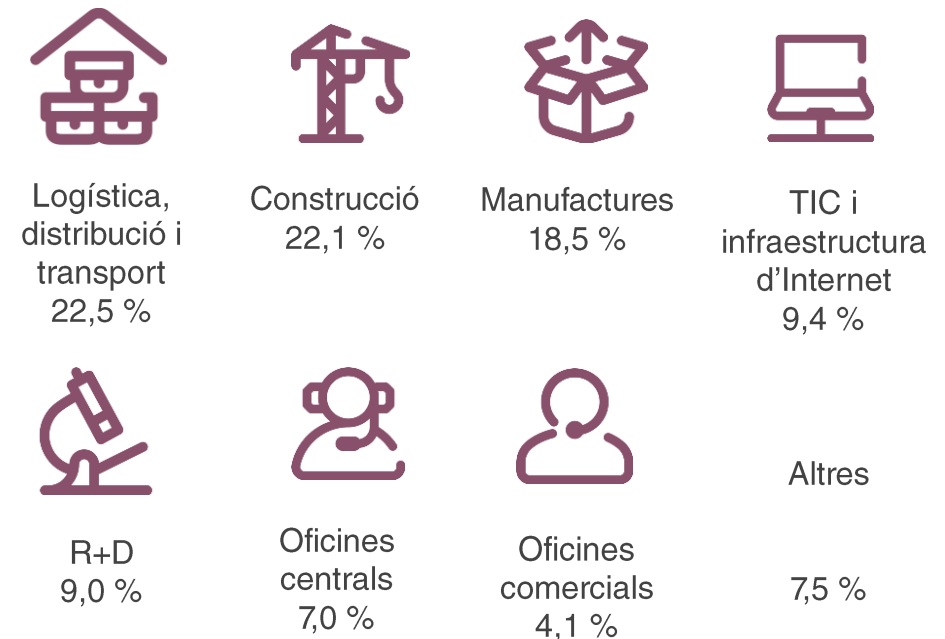 Logística,
distribució i
transport
22,5 %
Construcció
22,1 %
Manufactures
18,5 %
TIC i
infraestructura
d’Internet
9,4 %
R+D
9,0 %
Oficines
centrals
7,0 %
Oficines
comercials
4,1 %
Altres
7,5 %